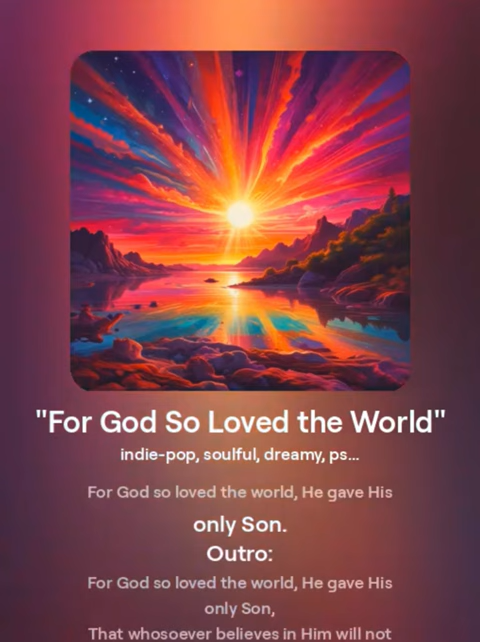 "For God So Loved the World"
indie-pop, soulful, dreamy, ps...
For God so loved the world, He gave His
only Son.
Outro:
For God so loved the world, He gave His
only Son,
That whosoever believes in Him will not